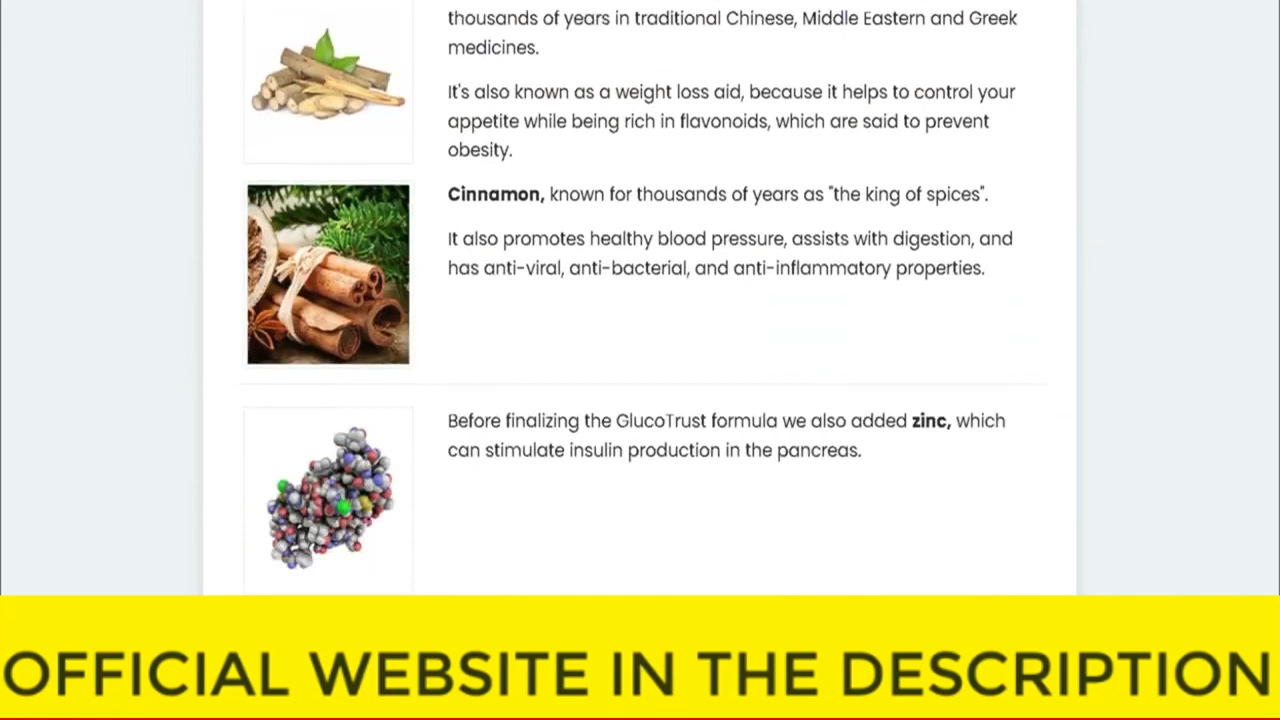 thousands of years in traditional Chinese, Middle Eastern and Greek
medicines.
It's also known as a weight loss aid, because it helps to control your
appetite while being rich in flavonoids, which are said to prevent
obesity.
Cinnamon, known for thousands of years as "the king of spices".
It also promotes healthy blood pressure, assists with digestion, and
has anti-viral, anti-bacterial, and anti-inflammatory properties.
Before finalizing the GlucoTrust formula we also added zinc, which
can stimulate insulin production in the pancreas.
OFFICIAL WEBSITE IN THE DESCRIPTION